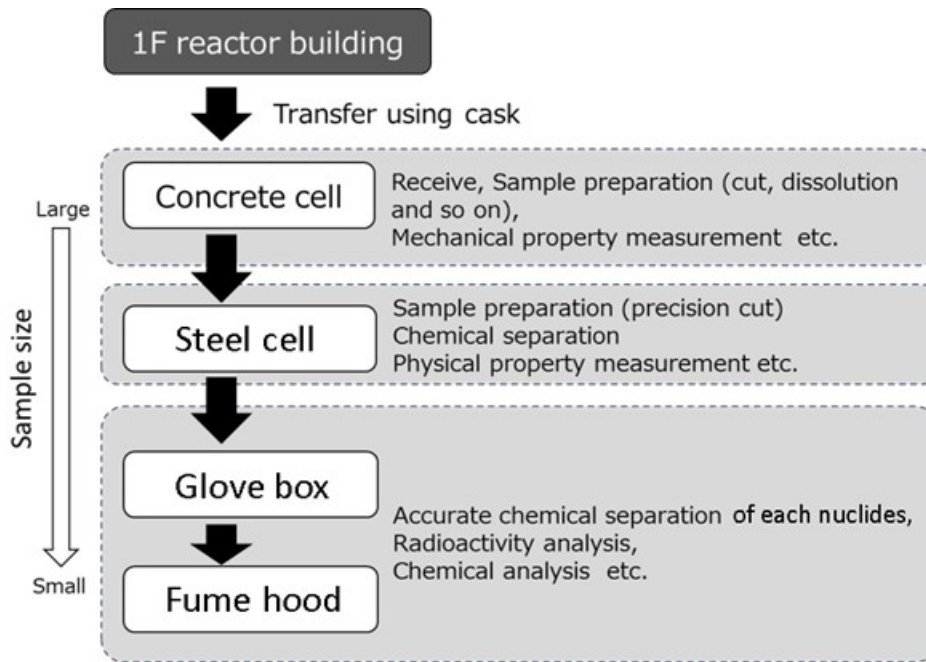 1F reactor building
Transfer using cask
Large
Sample size
Small
Concrete cell
Receive, Sample preparation (cut, dissolution
and so on),
Mechanical property measurement etc.
Steel cell
Sample preparation (precision cut)
Chemical separation
Physical property measurement etc.
Glove box
Fume hood
Accurate chemical separation of each nuclides,
Radioactivity analysis,
Chemical analysis etc.